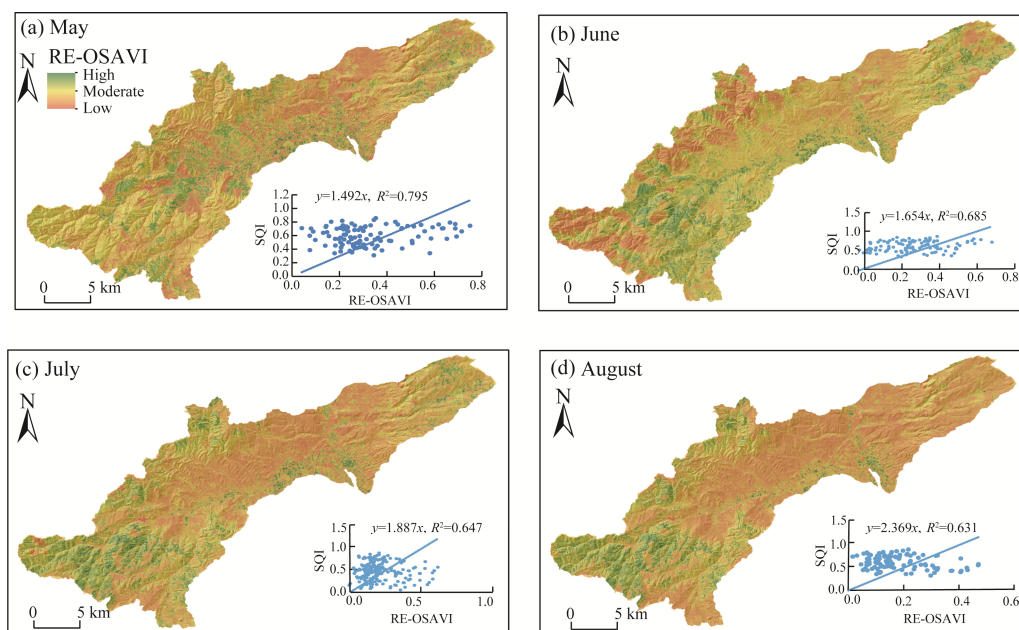 (a) May
N
RE-OSAVI
High
Moderate
Low
y=1.492x, R²=0.795
SQI
1.2
1.0
0.8
0.6
0.4
0.2
0.0
0.0 0.2 0.4 0.6 0.8
RE-OSAVI
0 5 km
(b) June
N
y=1.654x, R²=0.685
SQI
1.5
1.0
0.5
0.0
0 0.2 0.4 0.6 0.8
RE-OSAVI
0 5 km
(c) July
N
y=1.887x, R²=0.647
SQI
1.5
1.0
0.5
0.0
0.0 0.5 1.0
RE-OSAVI
0 5 km
(d) August
N
y=2.369x, R²=0.631
SQI
1.5
1.0
0.5
0.0
0.0 0.2 0.4 0.6
RE-OSAVI
0 5 km